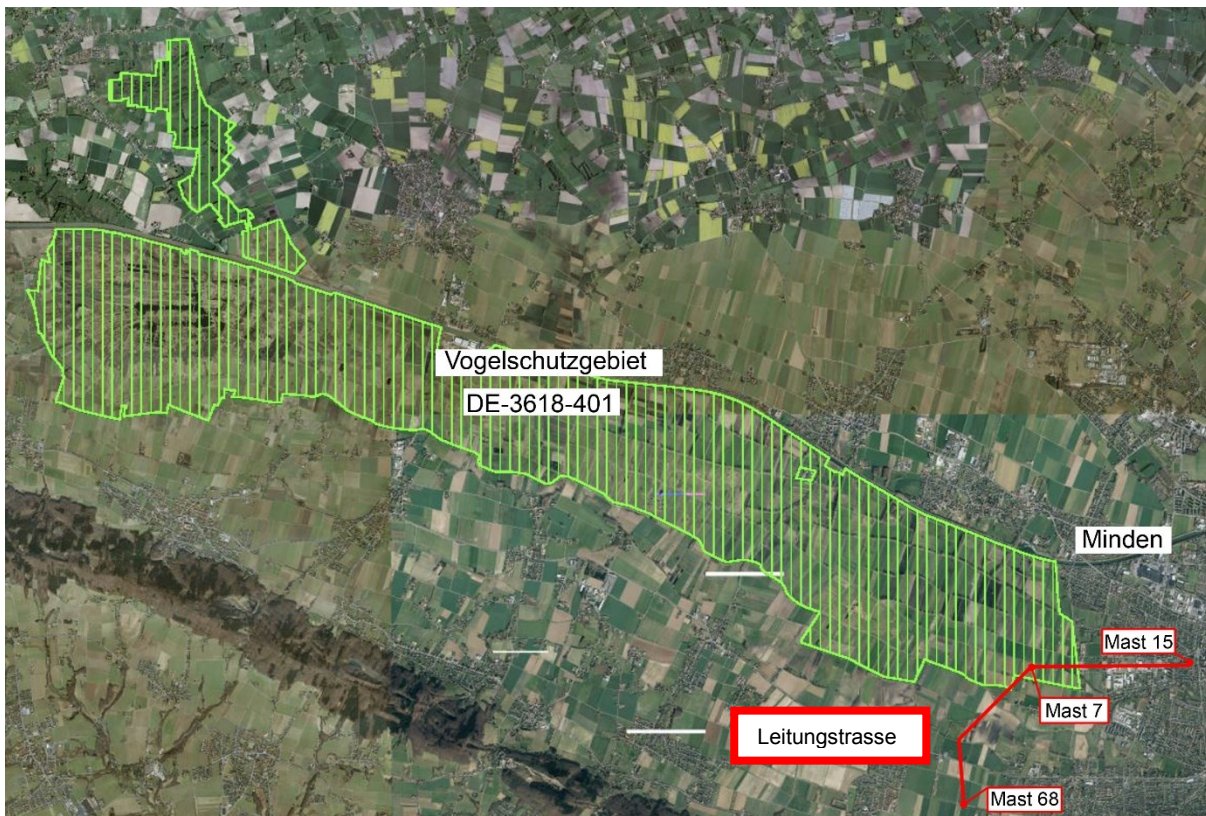 Vogelschutzgebiet
DE-3618-401
Minden
Mast 15
Mast 7
Leitungstrasse
Mast 68